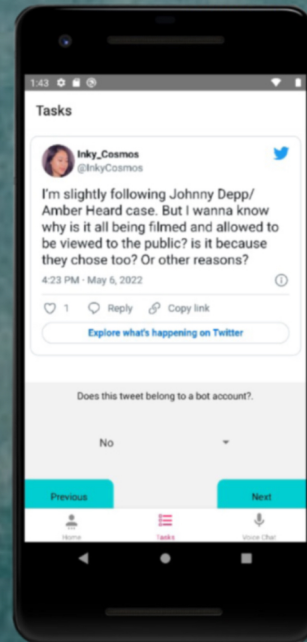 1:43
Tasks
Inky_Cosmos
@InkyCosmos
I'm slightly following Johnny Depp/
Amber Heard case. But I wanna know
why is it all being filmed and allowed to
be viewed to the public? is it because
they chose too? Or other reasons?
4:23 PM · May 6, 2022
1 Reply Copy link
Explore what's happening on Twitter
Does this tweet belong to a bot account?.
No
Previous Next
Home Tasks Voice Chat